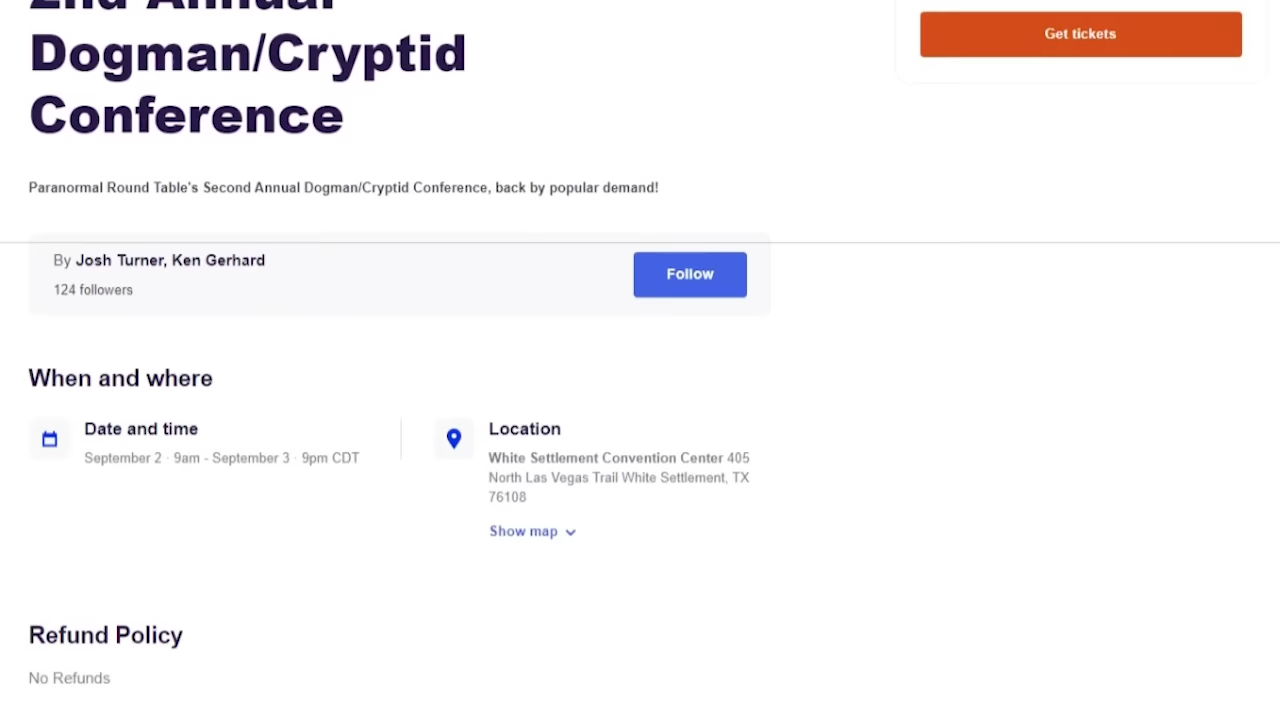 2nd Annual
Dogman/Cryptid
Conference
Get tickets
Paranormal Round Table's Second Annual Dogman/Cryptid Conference, back by popular demand!
By Josh Turner, Ken Gerhard
124 followers
Follow
When and where
Date and time
September 2 · 9am - September 3 · 9pm CDT
Location
White Settlement Convention Center 405
North Las Vegas Trail White Settlement, TX
76108
Show map
Refund Policy
No Refunds